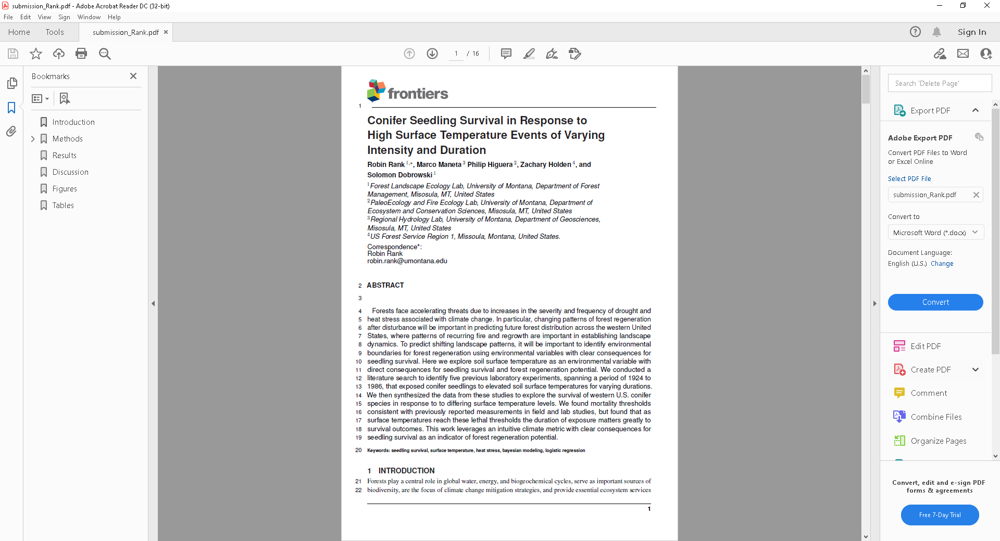 submission_Rank.pdf - Adobe Acrobat Reader DC (32-bit)
File Edit View Sign Window Help
Home Tools submission_Rank.pdf × Sign In
1 / 16
Bookmarks
Introduction
Methods
Results
Discussion
Figures
Tables
frontiers
1
Conifer Seedling Survival in Response to
High Surface Temperature Events of Varying
Intensity and Duration
Robin Rank 1,*, Marco Maneta 3 Philip Higuera 2, Zachary Holden 4, and
Solomon Dobrowski 1
1 Forest Landscape Ecology Lab, University of Montana, Department of Forest
Management, Misosula, MT, United States
2 PaleoEcology and Fire Ecology Lab, University of Montana, Department of
Ecosystem and Conservation Sciences, Misosula, MT, United States
3 Regional Hydrology Lab, University of Montana, Department of Geosciences,
Misosula, MT, United States
4 US Forest Service Region 1, Missoula, Montana, United States.
Correspondence*:
Robin Rank
robin.rank@umontana.edu
2 ABSTRACT
3
4 Forests face accelerating threats due to increases in the severity and frequency of drought and
5 heat stress associated with climate change. In particular, changing patterns of forest regeneration
6 after disturbance will be important in predicting future forest distribution across the western United
7 States, where patterns of recurring fire and regrowth are important in establishing landscape
8 dynamics. To predict shifting landscape patterns, it will be important to identify environmental
9 boundaries for forest regeneration using environmental variables with clear consequences for
10 seedling survival. Here we explore soil surface temperature as an environmental variable with
11 direct consequences for seedling survival and forest regeneration potential. We conducted a
12 literature search to identify five previous laboratory experiments, spanning a period of 1924 to
13 1986, that exposed conifer seedlings to elevated soil surface temperatures for varying durations.
14 We then synthesized the data from these studies to explore the survival of western U.S. conifer
15 species in response to to differing surface temperature levels. We found mortality thresholds
16 consistent with previously reported measurements in field and lab studies, but found that as
17 surface temperatures reach these lethal thresholds the duration of exposure matters greatly to
18 survival outcomes. This work leverages an intuitive climate metric with clear consequences for
19 seedling survival as an indicator of forest regeneration potential.
20 Keywords: seedling survival, surface temperature, heat stress, bayesian modeling, logistic regression
1 INTRODUCTION
21 Forests play a central role in global water, energy, and biogeochemical cycles, serve as important sources of
22 biodiversity, are the focus of climate change mitigation strategies, and provide essential ecosystem services
1
Search 'Delete Page'
Export PDF
Adobe Export PDF
Convert PDF Files to Word
or Excel Online
Select PDF File
submission_Rank.pdf
Convert to
Microsoft Word (*.docx)
Document Language:
English (U.S.) Change
Convert
Edit PDF
Create PDF
Comment
Combine Files
Organize Pages
Convert, edit and e-sign PDF
forms & agreements
Free 7-Day Trial